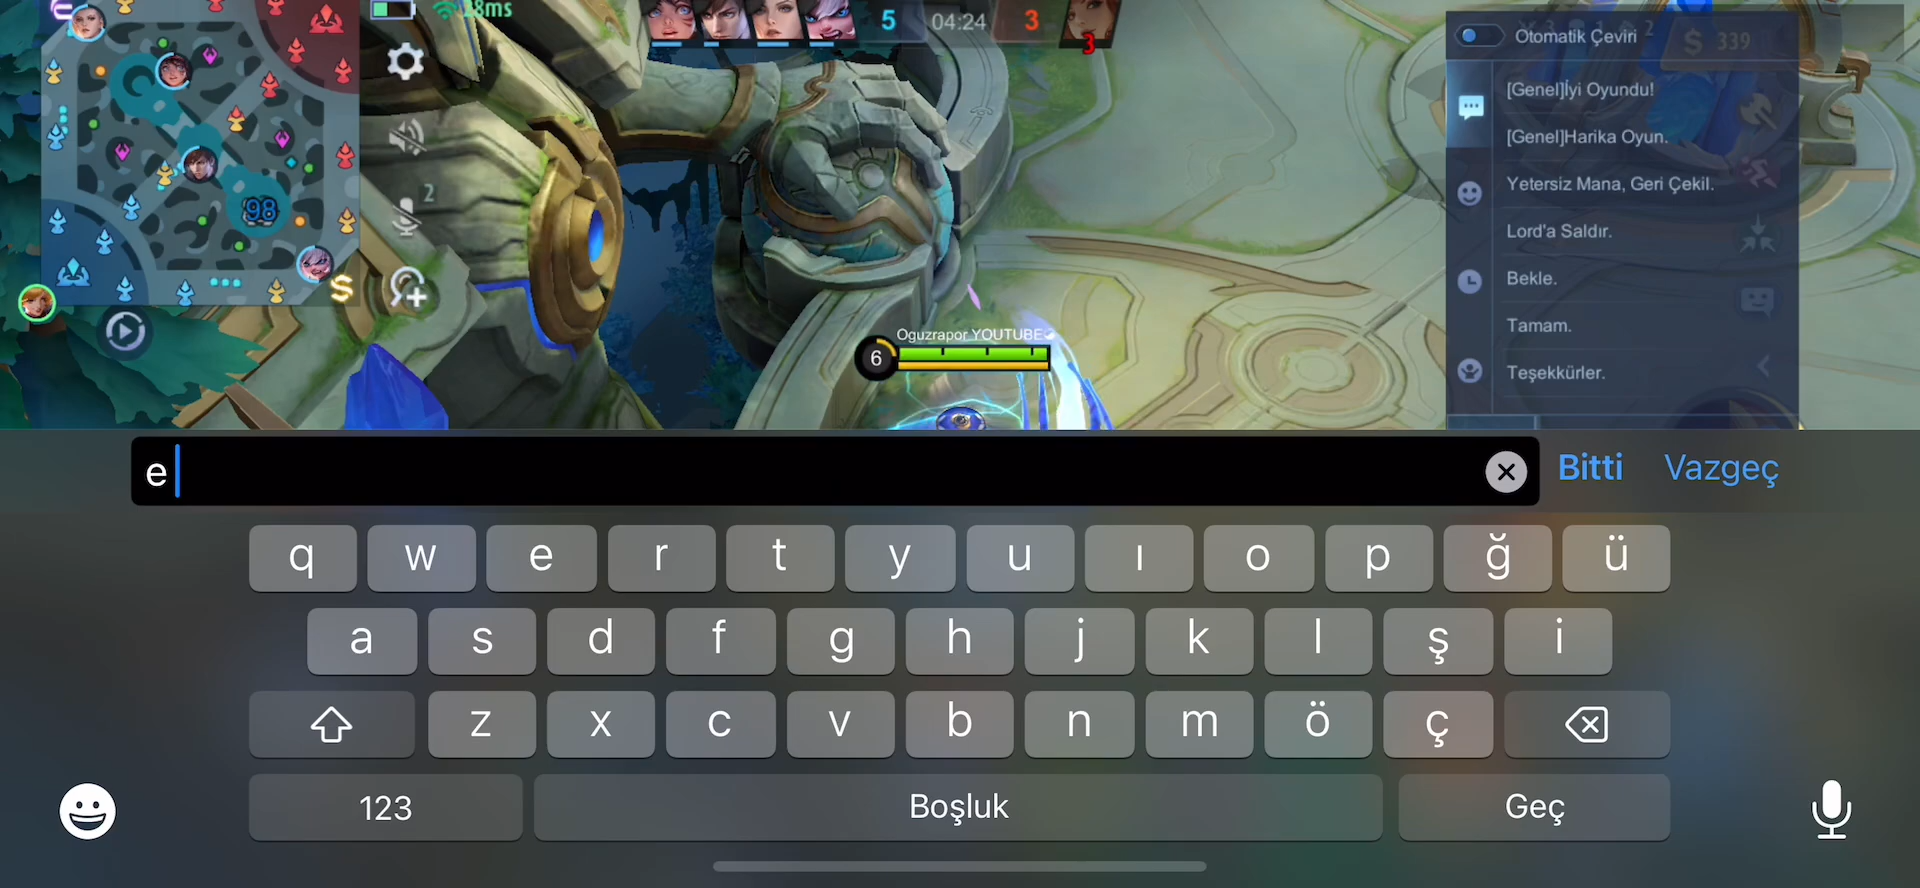 28ms
5 04:24 3
3
98
2
Otomatik Çeviri
339
[Genel]İyi Oyundu!
[Genel]Harika Oyun.
Yetersiz Mana, Geri Çekil.
Lord'a Saldır.
Bekle.
Tamam.
Teşekkürler.
Oguzrapor YOUTUBE
6
e
Bitti Vazgeç
q w e r t y u ı o p ğ ü
a s d f g h j k l ş i
z x c v b n m ö ç
123 Boşluk Geç